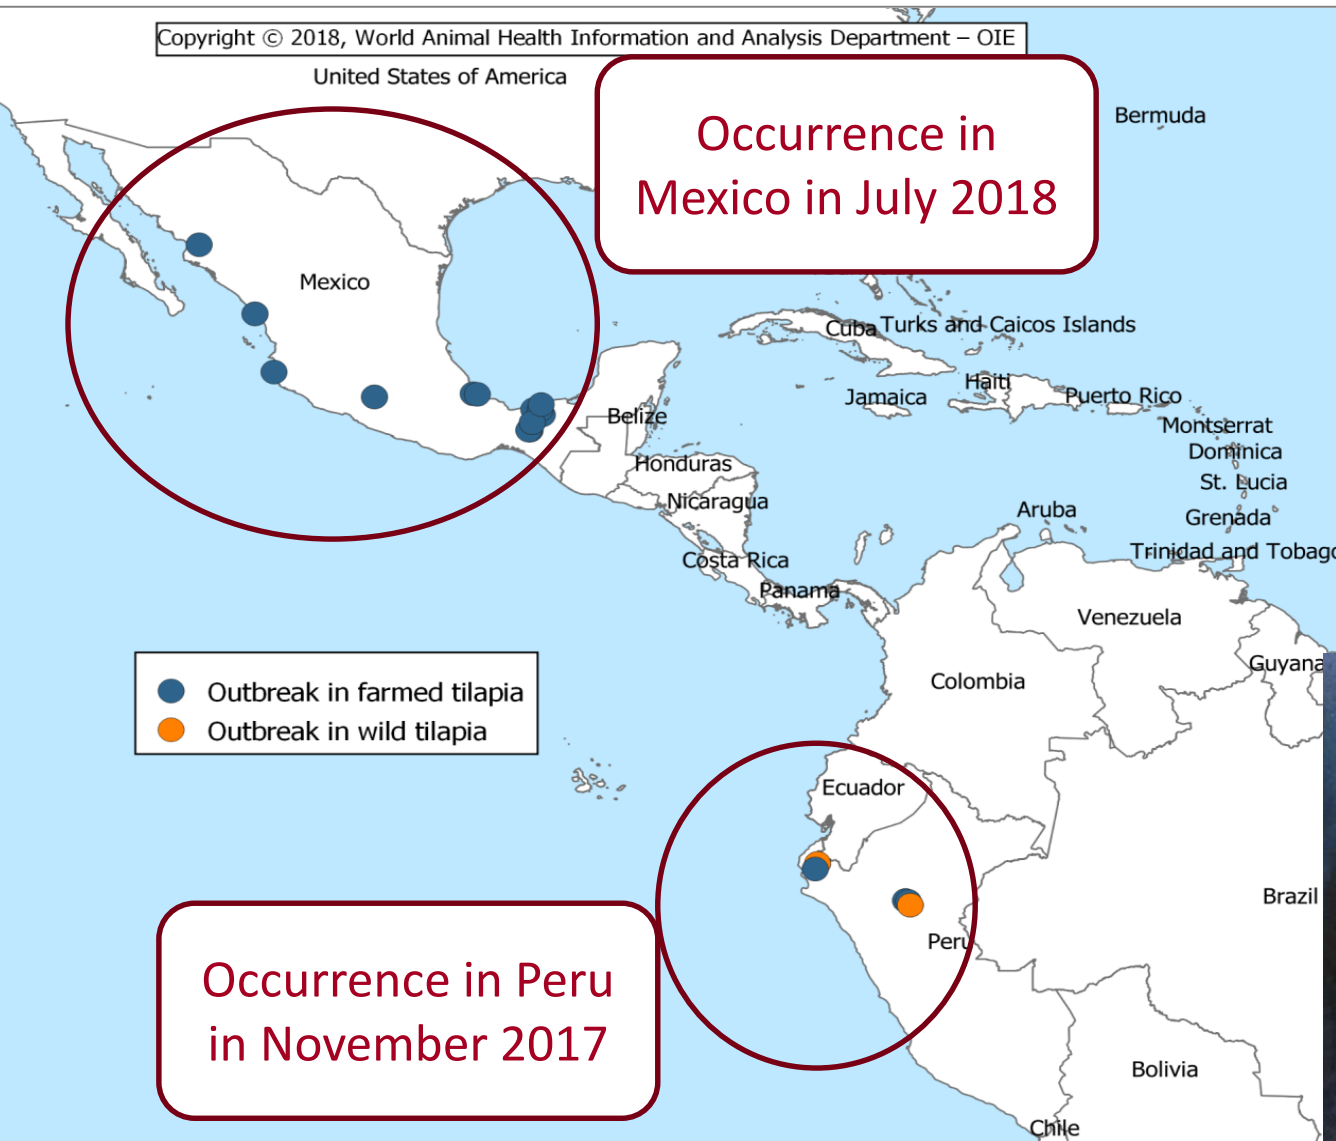 Copyright © 2018, World Animal Health Information and Analysis Department – OIE
United States of America
Occurrence in
Mexico in July 2018
Bermuda
Mexico
Cuba
Turks and Caicos Islands
Haiti
Jamaica
Puerto Rico
Belize
Montserrat
Dominica
Honduras
St. Lucia
Nicaragua
Aruba
Grenada
Costa Rica
Trinidad and Tobago
Panama
Venezuela
Guyana
Colombia
Outbreak in farmed tilapia
Outbreak in wild tilapia
Ecuador
Brazil
Peru
Occurrence in Peru
in November 2017
Bolivia
Chile